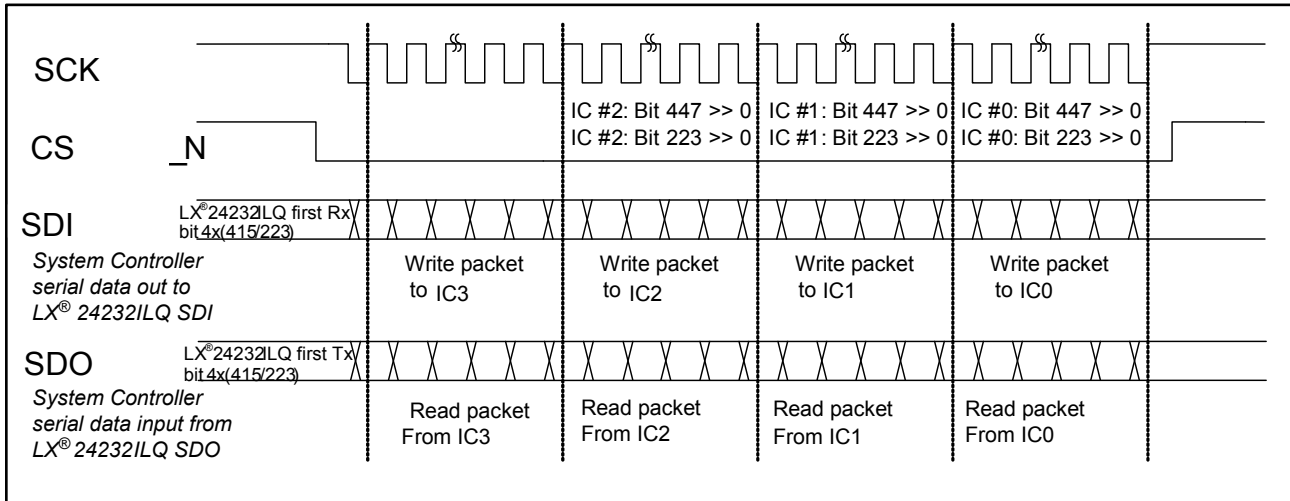 SCK
IC #2: Bit 447 >> 0 IC #1: Bit 447 >> 0 IC #0: Bit 447 >> 0
IC #2: Bit 223 >> 0 IC #1: Bit 223 >> 0 IC #0: Bit 223 >> 0
CS _N
SDI
LX®24232ILQ first Rx
bit 4x(415/223)
System Controller
serial data out to
LX® 24232ILQ SDI
Write packet
to IC3
Write packet
to IC2
Write packet
to IC1
Write packet
to IC0
SDO
LX®24232ILQ first Tx
bit 4x(415/223)
System Controller
serial data input from
LX® 24232ILQ SDO
Read packet
From IC3
Read packet
From IC2
Read packet
From IC1
Read packet
From IC0